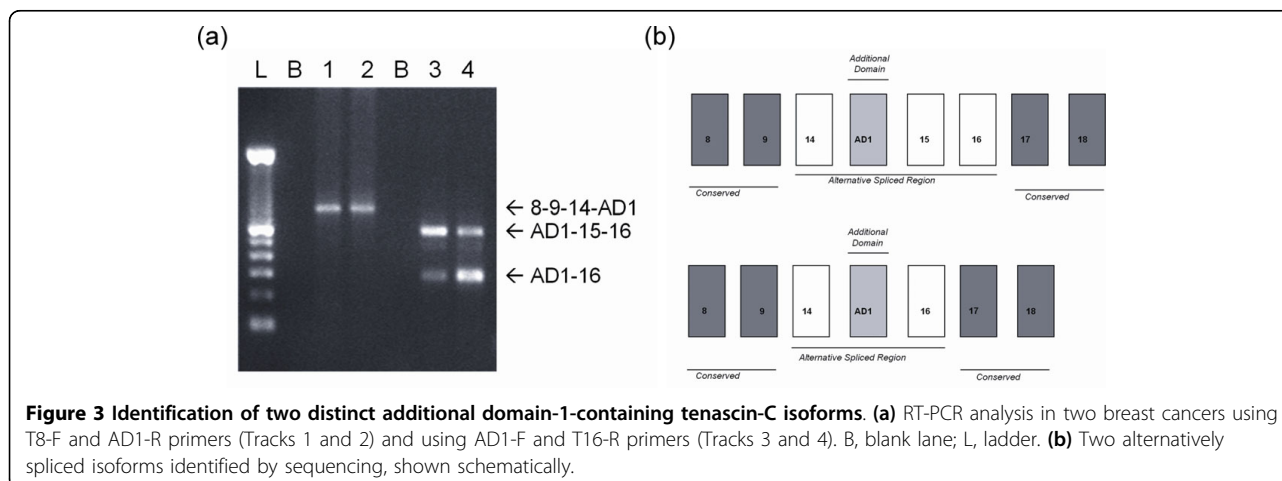 (a)
L B 1 2 B 3 4
← 8-9-14-AD1
← AD1-15-16
← AD1-16
(b)
Additional
Domain
8 9 14 AD1 15 16 17 18
Alternative Spliced Region
Conserved Conserved
Additional
Domain
8 9 14 AD1 16 17 18
Alternative Spliced Region
Conserved Conserved
Figure 3 Identification of two distinct additional domain-1-containing tenascin-C isoforms. (a) RT-PCR analysis in two breast cancers using
T8-F and AD1-R primers (Tracks 1 and 2) and using AD1-F and T16-R primers (Tracks 3 and 4). B, blank lane; L, ladder. (b) Two alternatively
spliced isoforms identified by sequencing, shown schematically.